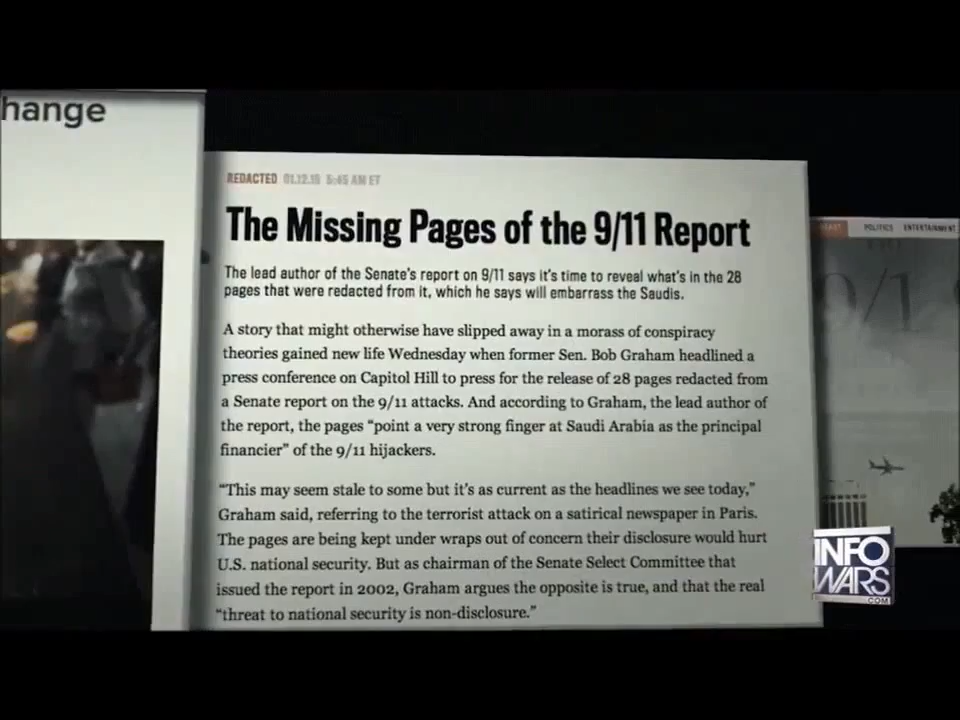 hange
REDACTED 01.12.15 5:45 AM ET
The Missing Pages of the 9/11 Report
The lead author of the Senate's report on 9/11 says it's time to reveal what's in the 28
pages that were redacted from it, which he says will embarrass the Saudis.
A story that might otherwise have slipped away in a morass of conspiracy
theories gained new life Wednesday when former Sen. Bob Graham headlined a
press conference on Capitol Hill to press for the release of 28 pages redacted from
a Senate report on the 9/11 attacks. And according to Graham, the lead author of
the report, the pages “point a very strong finger at Saudi Arabia as the principal
financier” of the 9/11 hijackers.
“This may seem stale to some but it's as current as the headlines we see today,”
Graham said, referring to the terrorist attack on a satirical newspaper in Paris.
The pages are being kept under wraps out of concern their disclosure would hurt
U.S. national security. But as chairman of the Senate Select Committee that
issued the report in 2002, Graham argues the opposite is true, and that the real
“threat to national security is non-disclosure.”
POLITICS ENTERTAINMENT
9/1
INFO
WARS
.COM